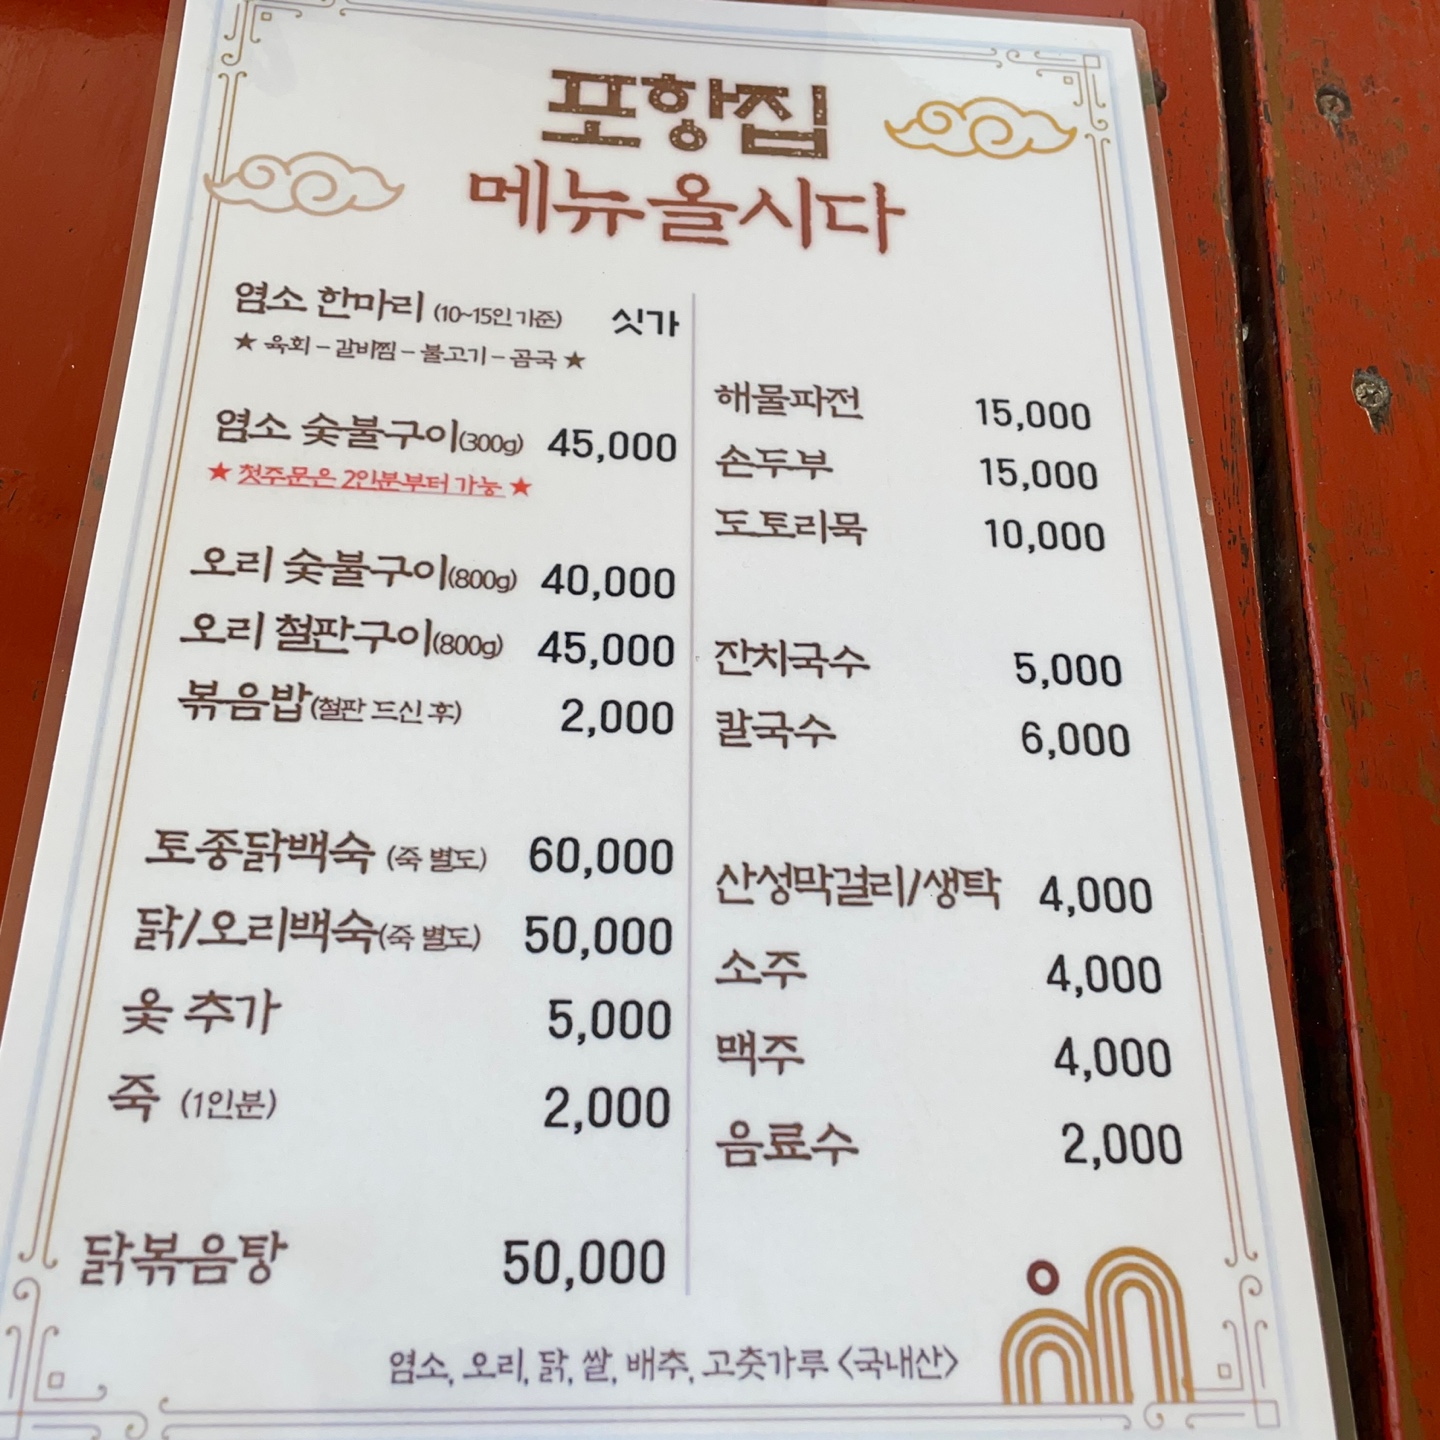 포항집
메뉴올시다
염소 한마리 (10~15인 기준) 싯가
★ 육회 - 갈비찜 - 불고기 - 곰국 ★
염소 숯불구이(300g) 45,000
★ 첫주문은 2인분부터 가능 ★
오리 숯불구이(800g) 40,000
오리 철판구이(800g) 45,000
볶음밥(철판 드신 후) 2,000
토종닭백숙 (죽 별도) 60,000
닭/오리백숙(죽 별도) 50,000
옻 추가 5,000
죽 (1인분) 2,000
닭볶음탕 50,000
해물파전 15,000
손두부 15,000
도토리묵 10,000
잔치국수 5,000
칼국수 6,000
산성막걸리/생탁 4,000
소주 4,000
맥주 4,000
음료수 2,000
염소, 오리, 닭, 쌀, 배추, 고춧가루 <국내산>